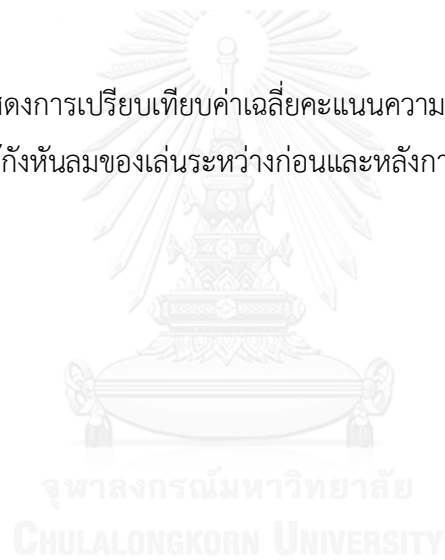 สดงการเปรียบเทียบค่าเฉลี่ยคะแนนความ
กังหันลมของเล่นระหว่างก่อนและหลังกา
จุฬาลงกรณ์มหาวิทยาลัย
CHULALONGKORN UNIVERSITY